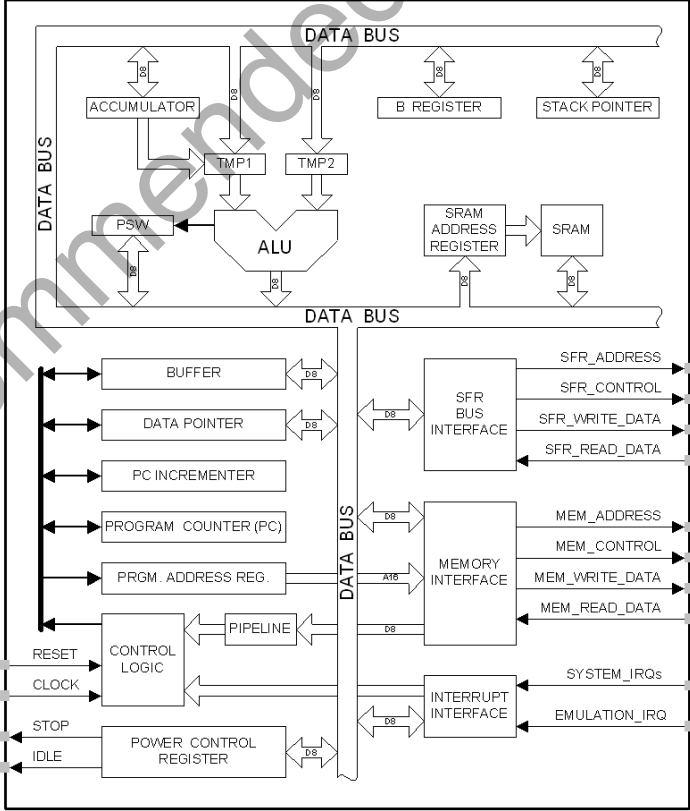 DATA BUS
D8
D8
D8
D8
D8
ACCUMULATOR
B REGISTER
STACK POINTER
DATA BUS
TMP1
TMP2
PSW
ALU
SRAM
ADDRESS
REGISTER
SRAM
D8
D8
D8
D8
DATA BUS
BUFFER
D8
DATA POINTER
D8
PC INCREMENTER
PROGRAM COUNTER (PC)
PRGM. ADDRESS REG.
A16
DATA BUS
D8
SFR
BUS
INTERFACE
SFR_ADDRESS
SFR_CONTROL
SFR_WRITE_DATA
SFR_READ_DATA
D8
MEMORY
INTERFACE
MEM_ADDRESS
MEM_CONTROL
MEM_WRITE_DATA
MEM_READ_DATA
RESET
CLOCK
CONTROL
LOGIC
PIPELINE
D8
STOP
IDLE
POWER CONTROL
REGISTER
D8
D8
INTERRUPT
INTERFACE
SYSTEM_IRQs
EMULATION_IRQ
ommended